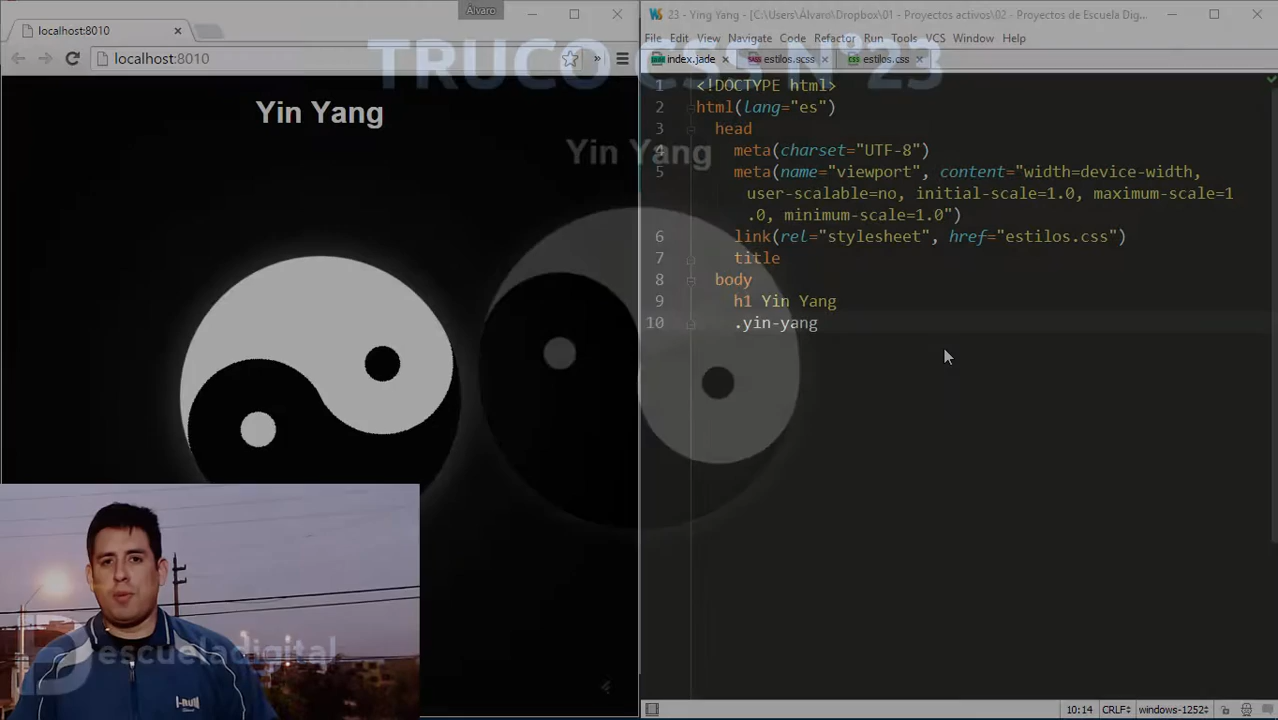 Álvaro
localhost:8010
localhost:8010
TRUCO CSS Nº23
Yin Yang
Yin Yang
escueladigital
I-RUN
23 - Ying Yang - [C:\Users\Álvaro\Dropbox\01 - Proyectos activos\02 - Proyectos de Escuela Dig...
File Edit View Navigate Code Refactor Run Tools VCS Window Help
index.jade estilos.scss estilos.css
1 <!DOCTYPE html>
2 html(lang="es")
3 head
4 meta(charset="UTF-8")
5 meta(name="viewport", content="width=device-width,
user-scalable=no, initial-scale=1.0, maximum-scale=1
.0, minimum-scale=1.0")
6 link(rel="stylesheet", href="estilos.css")
7 title
8 body
9 h1 Yin Yang
10 .yin-yang
10:14 CRLF windows-1252